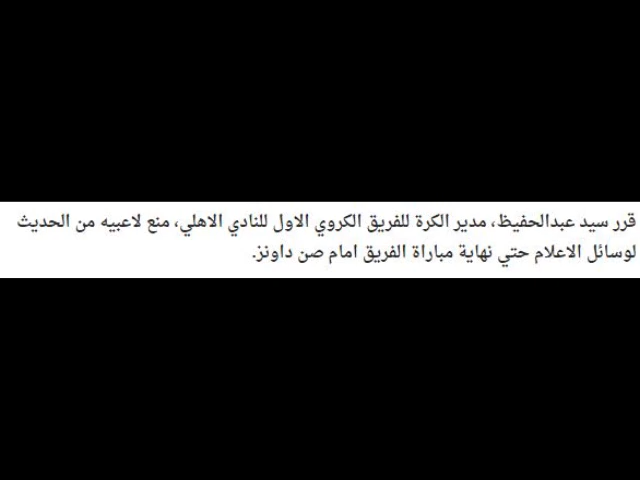 قرر سيد عبدالحفيظ، مدير الكرة للفريق الكروي الاول للنادي الاهلي، منع لاعبيه من الحديث
لوسائل الاعلام حتي نهاية مباراة الفريق امام صن داونز.